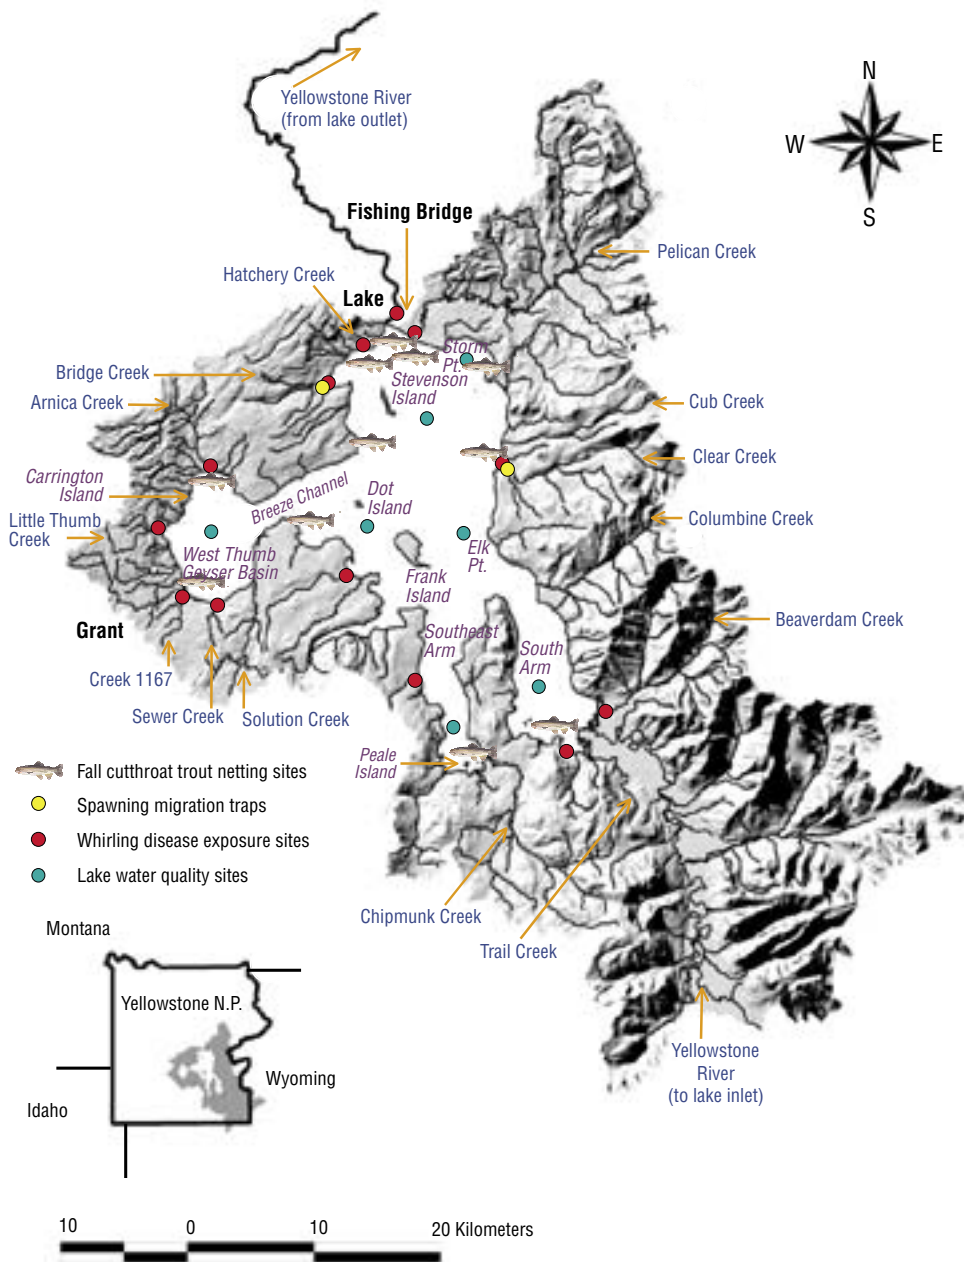 Yellowstone River
(from lake outlet)
N
W
E
S
Fishing Bridge
Pelican Creek
Hatchery Creek
Lake
Storm
Pt.
Bridge Creek
Stevenson
Island
Arnica Creek
Cub Creek
Clear Creek
Carrington
Island
Breeze Channel
Dot
Island
Little Thumb
Creek
Columbine Creek
West Thumb
Geyser Basin
Elk
Pt.
Frank
Island
Grant
Southeast
Arm
South
Arm
Beaverdam Creek
Creek 1167
Sewer Creek
Solution Creek
Peale
Island
Fall cutthroat trout netting sites
Spawning migration traps
Whirling disease exposure sites
Lake water quality sites
Chipmunk Creek
Trail Creek
Montana
Yellowstone N.P.
Wyoming
Idaho
Yellowstone
River
(to lake inlet)
10
0
10
20 Kilometers